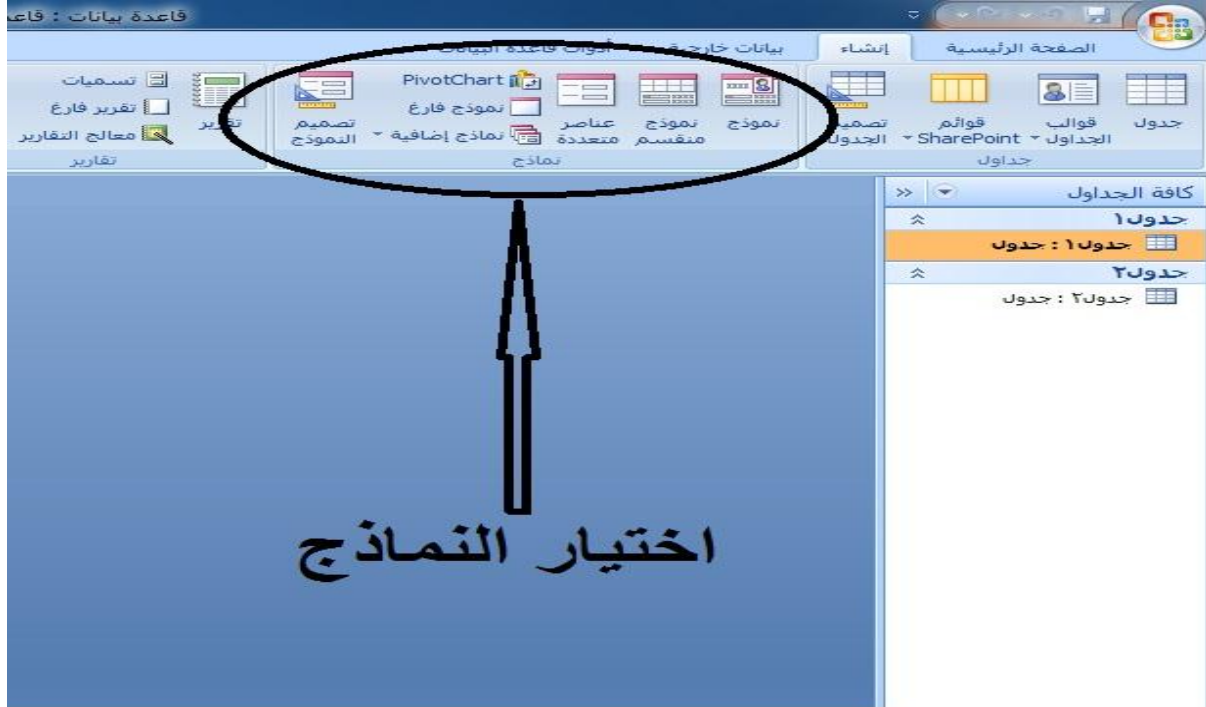 قاعدة بيانات : قاعد
الصفحة الرئيسية
إنشاء
بيانات خارجية
أدوات قاعدة البيانات
جدول
قوالب الجداول
قوائم SharePoint
تصميم الجدول
جداول
نموذج
نموذج منقسم
عناصر متعددة
PivotChart
نموذج فارغ
نماذج إضافية
تصميم النموذج
نماذج
تقرير
تسميات
تقرير فارغ
معالج التقارير
تقارير
كافة الجداول
جدول١
جدول١ : جدول
جدول٢
جدول٢ : جدول
اختيار النماذج